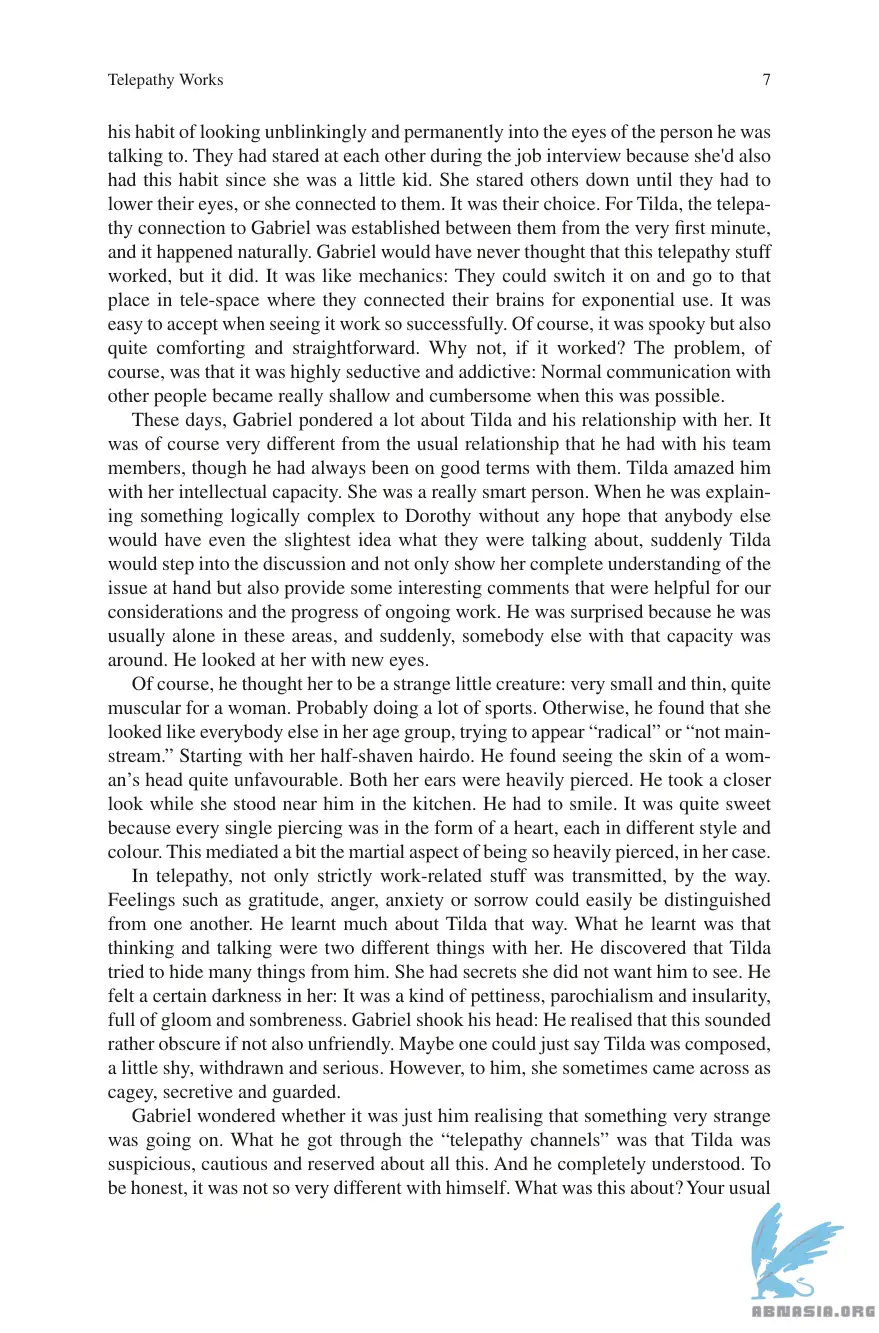 Telepathy Works 7
his habit of looking unblinkingly and permanently into the eyes of the person he was
talking to. They had stared at each other during the job interview because she'd also
had this habit since she was a little kid. She stared others down until they had to
lower their eyes, or she connected to them. It was their choice. For Tilda, the telepa-
thy connection to Gabriel was established between them from the very first minute,
and it happened naturally. Gabriel would have never thought that this telepathy stuff
worked, but it did. It was like mechanics: They could switch it on and go to that
place in tele-space where they connected their brains for exponential use. It was
easy to accept when seeing it work so successfully. Of course, it was spooky but also
quite comforting and straightforward. Why not, if it worked? The problem, of
course, was that it was highly seductive and addictive: Normal communication with
other people became really shallow and cumbersome when this was possible.
These days, Gabriel pondered a lot about Tilda and his relationship with her. It
was of course very different from the usual relationship that he had with his team
members, though he had always been on good terms with them. Tilda amazed him
with her intellectual capacity. She was a really smart person. When he was explain-
ing something logically complex to Dorothy without any hope that anybody else
would have even the slightest idea what they were talking about, suddenly Tilda
would step into the discussion and not only show her complete understanding of the
issue at hand but also provide some interesting comments that were helpful for our
considerations and the progress of ongoing work. He was surprised because he was
usually alone in these areas, and suddenly, somebody else with that capacity was
around. He looked at her with new eyes.
Of course, he thought her to be a strange little creature: very small and thin, quite
muscular for a woman. Probably doing a lot of sports. Otherwise, he found that she
looked like everybody else in her age group, trying to appear “radical” or “not main-
stream.” Starting with her half-shaven hairdo. He found seeing the skin of a wom-
an’s head quite unfavourable. Both her ears were heavily pierced. He took a closer
look while she stood near him in the kitchen. He had to smile. It was quite sweet
because every single piercing was in the form of a heart, each in different style and
colour. This mediated a bit the martial aspect of being so heavily pierced, in her case.
In telepathy, not only strictly work-related stuff was transmitted, by the way.
Feelings such as gratitude, anger, anxiety or sorrow could easily be distinguished
from one another. He learnt much about Tilda that way. What he learnt was that
thinking and talking were two different things with her. He discovered that Tilda
tried to hide many things from him. She had secrets she did not want him to see. He
felt a certain darkness in her: It was a kind of pettiness, parochialism and insularity,
full of gloom and sombreness. Gabriel shook his head: He realised that this sounded
rather obscure if not also unfriendly. Maybe one could just say Tilda was composed,
a little shy, withdrawn and serious. However, to him, she sometimes came across as
cagey, secretive and guarded.
Gabriel wondered whether it was just him realising that something very strange
was going on. What he got through the “telepathy channels” was that Tilda was
suspicious, cautious and reserved about all this. And he completely understood. To
be honest, it was not so very different with himself. What was this about? Your usual
ABNASIA.ORG